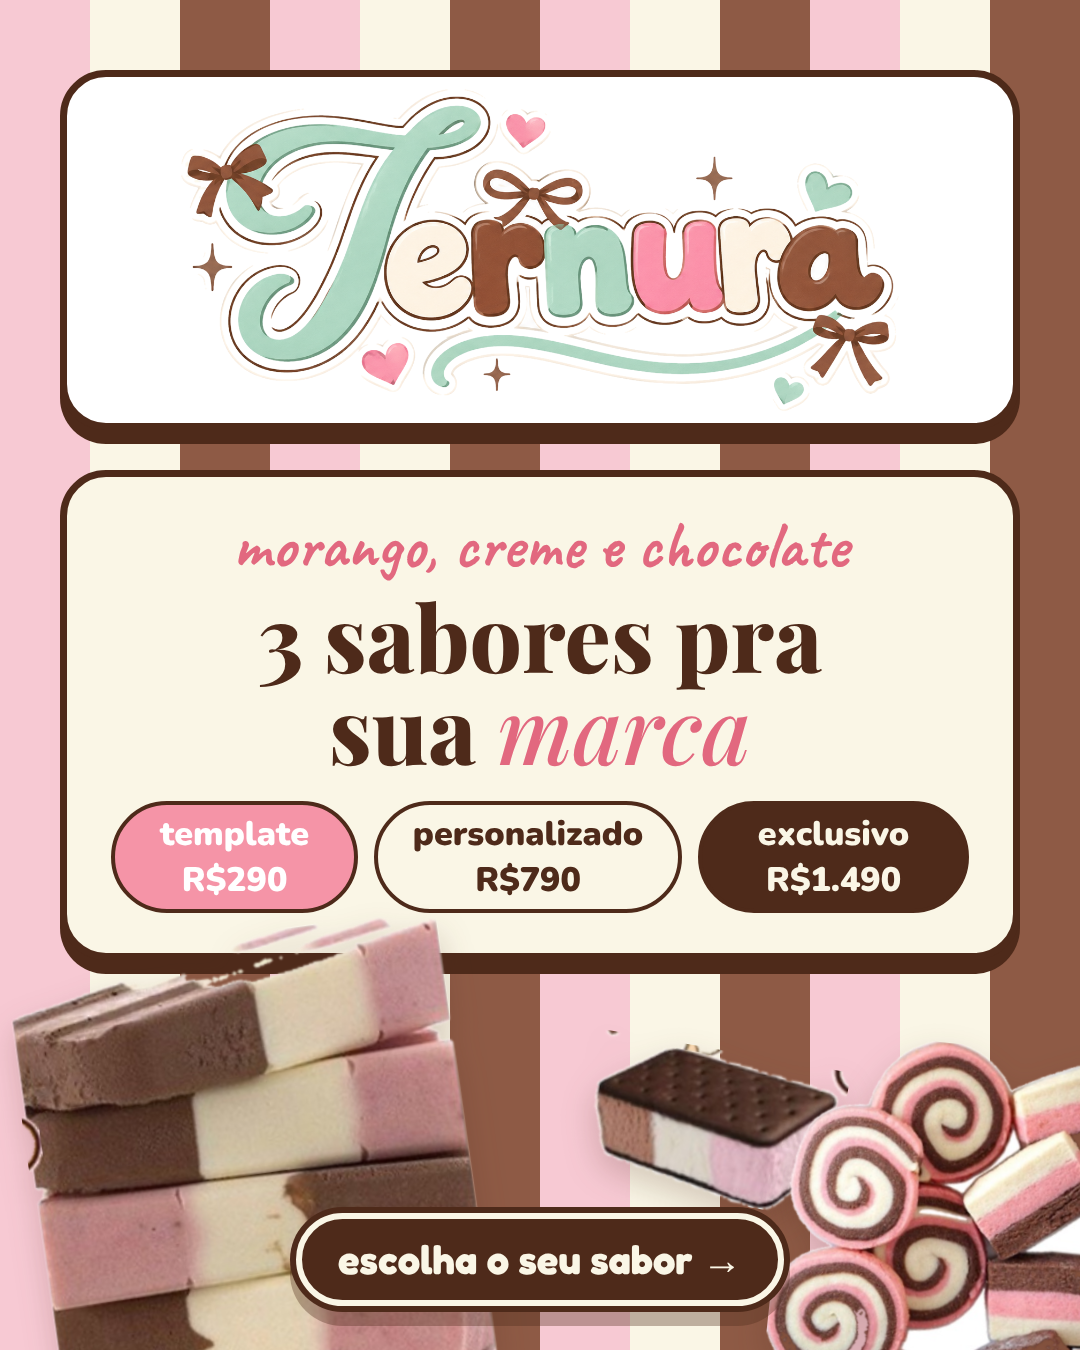 Ternura
morango, creme e chocolate
3 sabores pra
sua marca
template
R$290
personalizado
R$790
exclusivo
R$1.490
escolha o seu sabor →